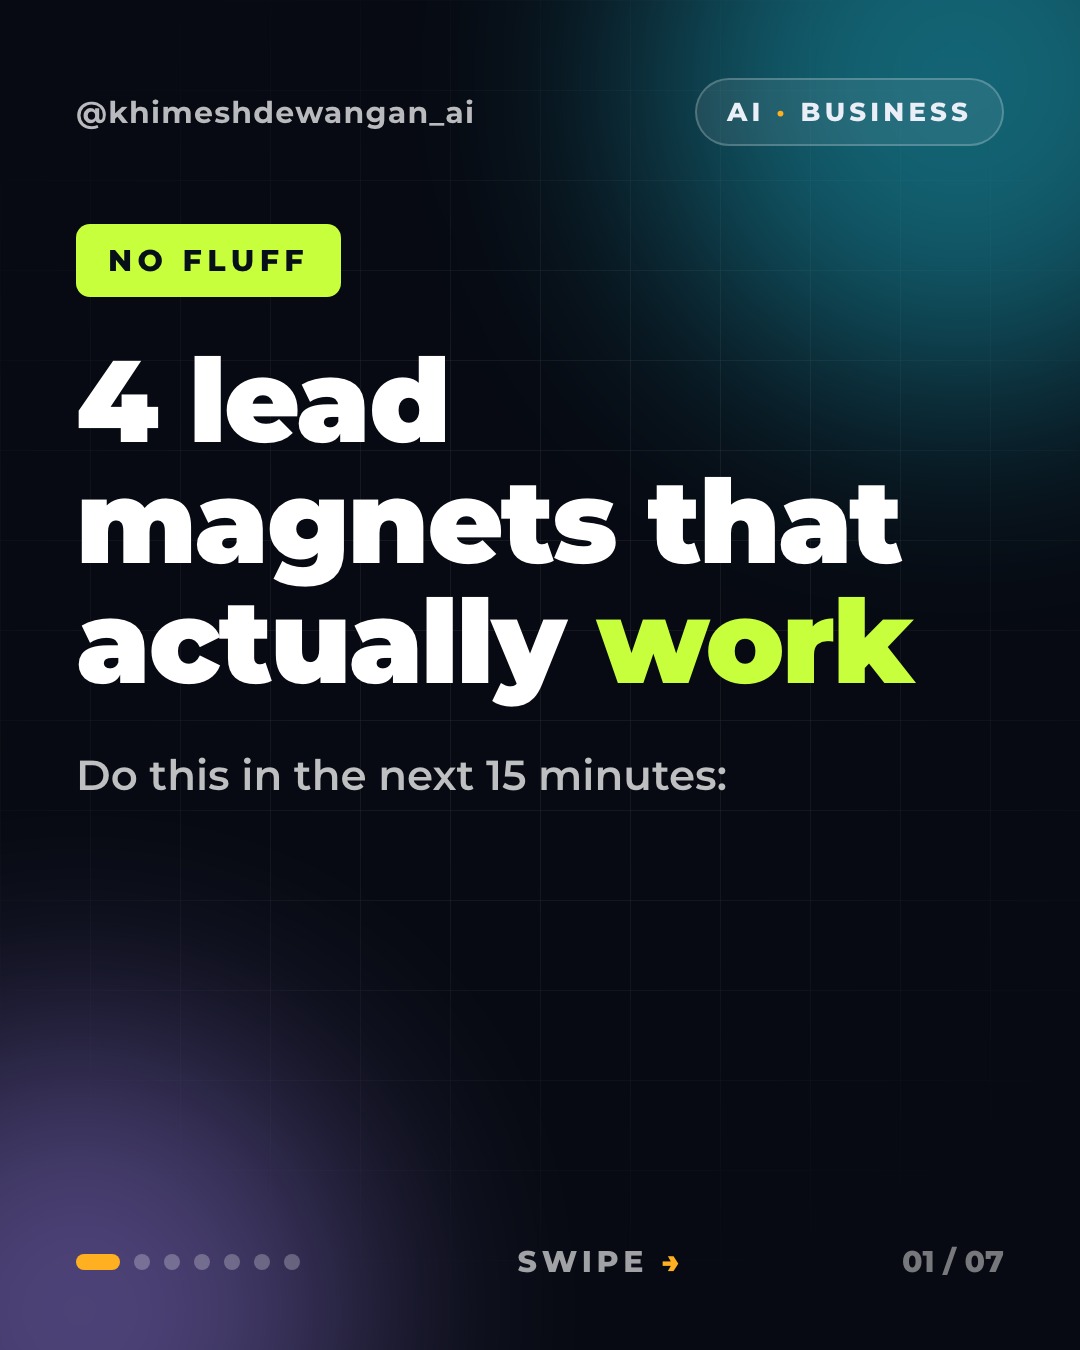 @khimeshdewangan_ai
AI · BUSINESS
NO FLUFF
4 lead
magnets that
actually work
Do this in the next 15 minutes:
SWIPE →
01 / 07